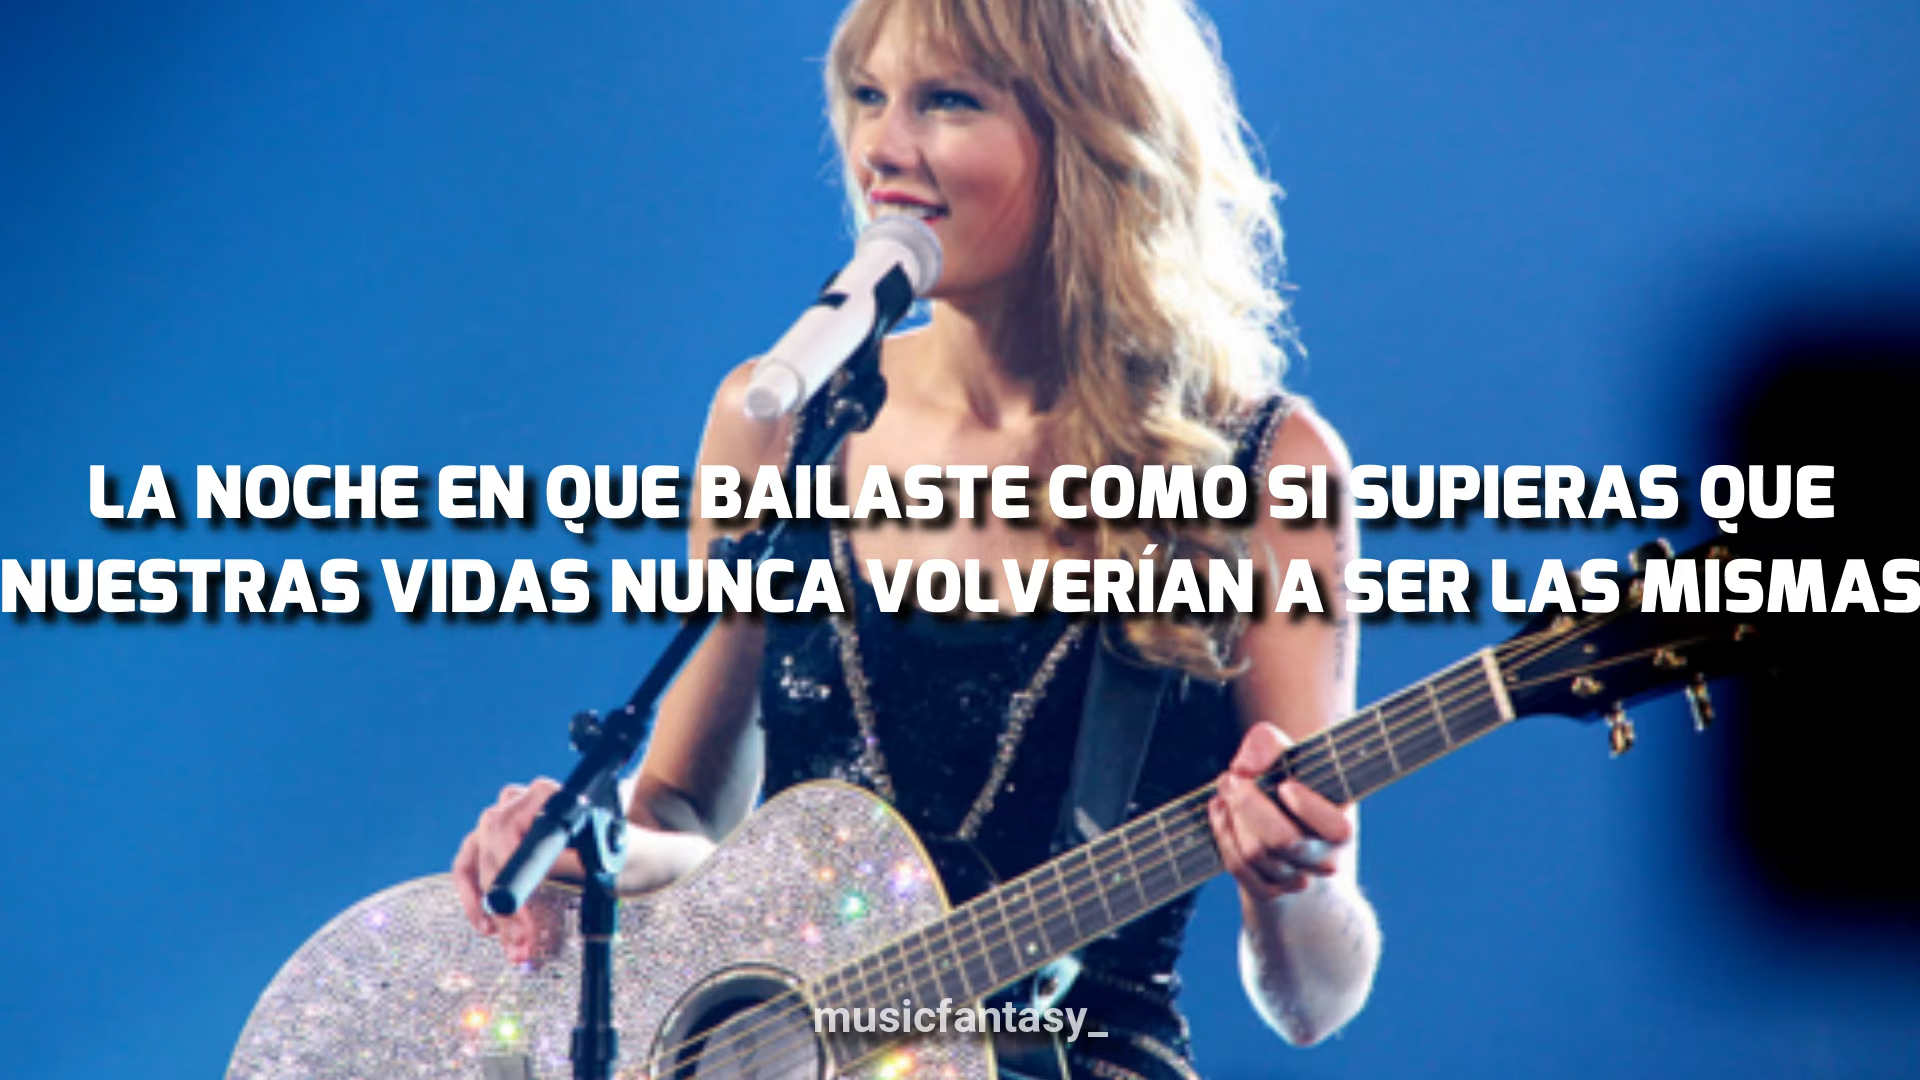 LA NOCHE EN QUE BAILASTE COMO SI SUPIERAS QUE
NUESTRAS VIDAS NUNCA VOLVERÍAN A SER LAS MISMAS
musicfantasy_